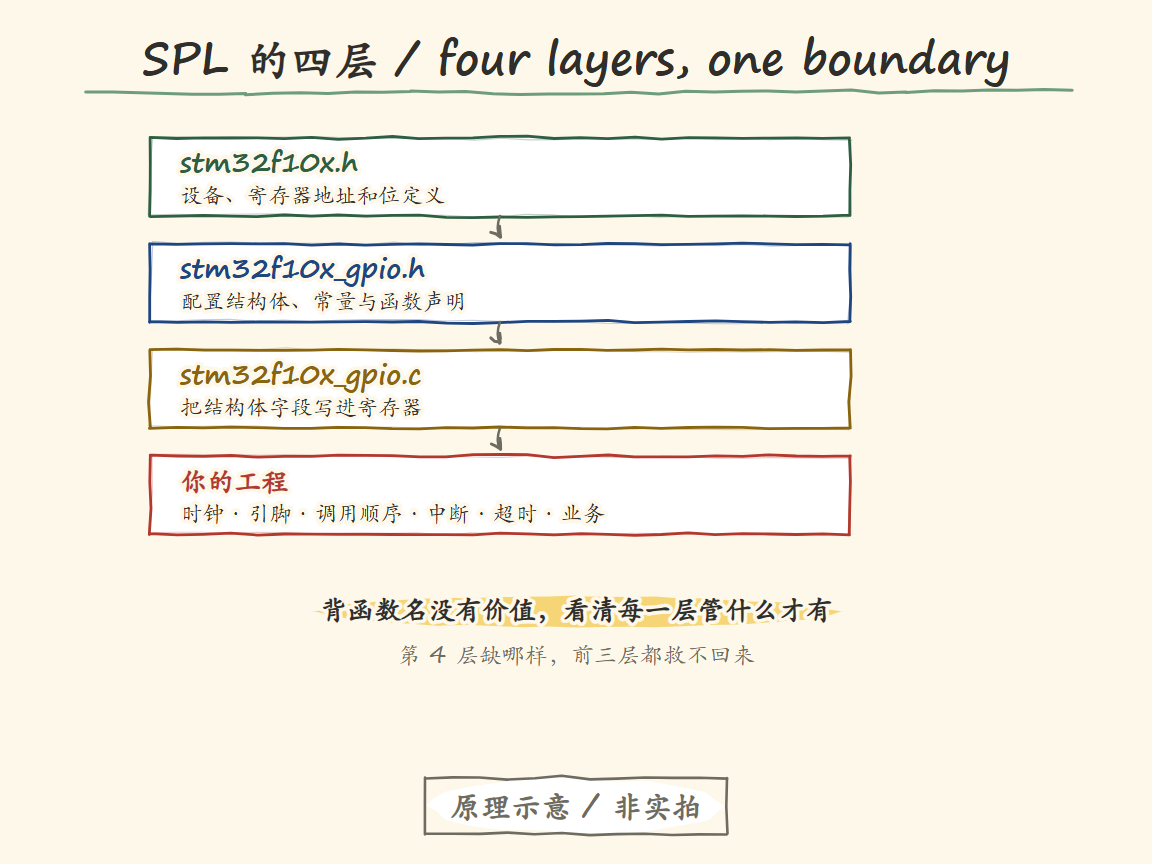 SPL 的四层 / four layers, one boundary
stm32f10x.h
设备、寄存器地址和位定义
stm32f10x_gpio.h
配置结构体、常量与函数声明
stm32f10x_gpio.c
把结构体字段写进寄存器
你的工程
时钟 · 引脚 · 调用顺序 · 中断 · 超时 · 业务
背函数名没有价值，看清每一层管什么才有
第 4 层缺哪样，前三层都救不回来
原理示意 / 非实拍